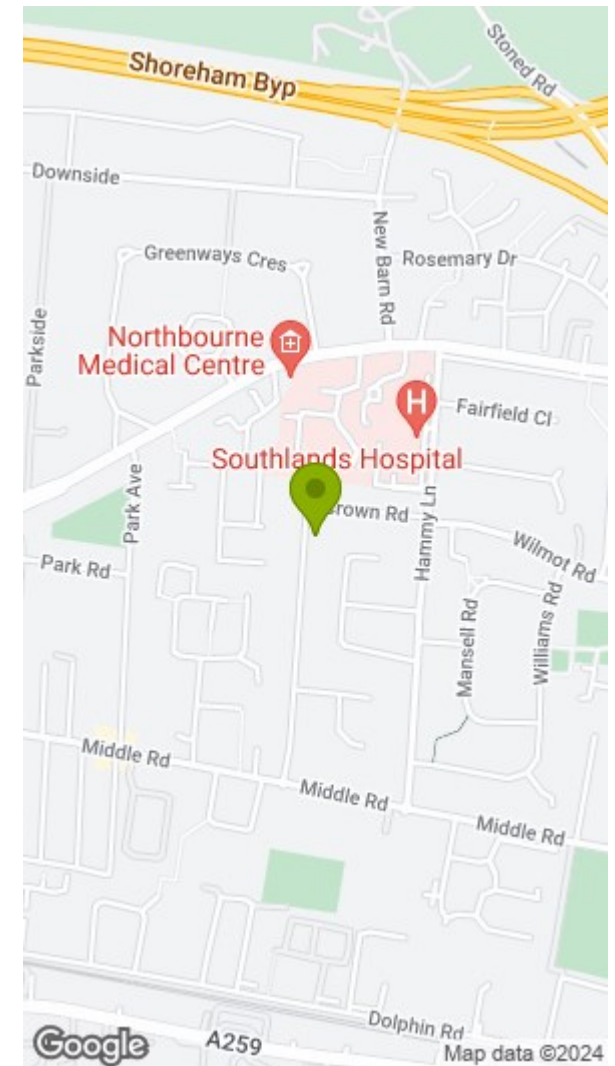 Stoned Rd
Shoreham Byp
Downside
New Barn Rd
Greenways Cres
Rosemary Dr
Parkside
Northbourne
Medical Centre
H
Fairfield Cl
Southlands Hospital
Park Ave
Brown Rd
Hammy Ln
Wilmot Rd
Park Rd
Mansell Rd
Williams Rd
Middle Rd
Middle Rd
Middle Rd
Dolphin Rd
Google
A259
Map data ©2024